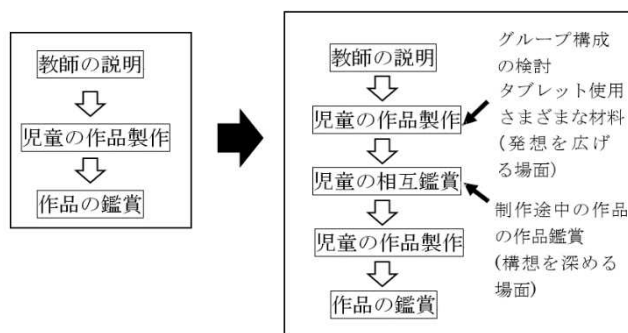 教師の説明
児童の作品製作
作品の鑑賞
教師の説明
児童の作品製作
児童の相互鑑賞
児童の作品製作
作品の鑑賞
グループ構成
の検討
タブレット使用
さまざまな材料
(発想を広げ
る場面)
制作途中の作品
の作品鑑賞
(構想を深める
場面)